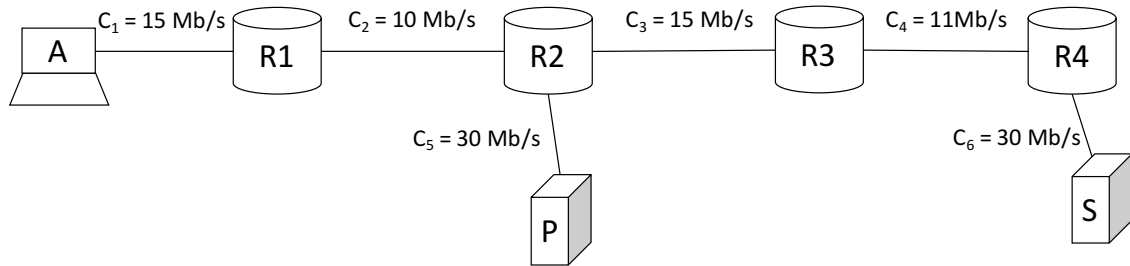 C₁ = 15 Mb/s
C₂ = 10 Mb/s
C₃ = 15 Mb/s
C₄ = 11Mb/s
A
R1
R2
R3
R4
C₅ = 30 Mb/s
C₆ = 30 Mb/s
P
S